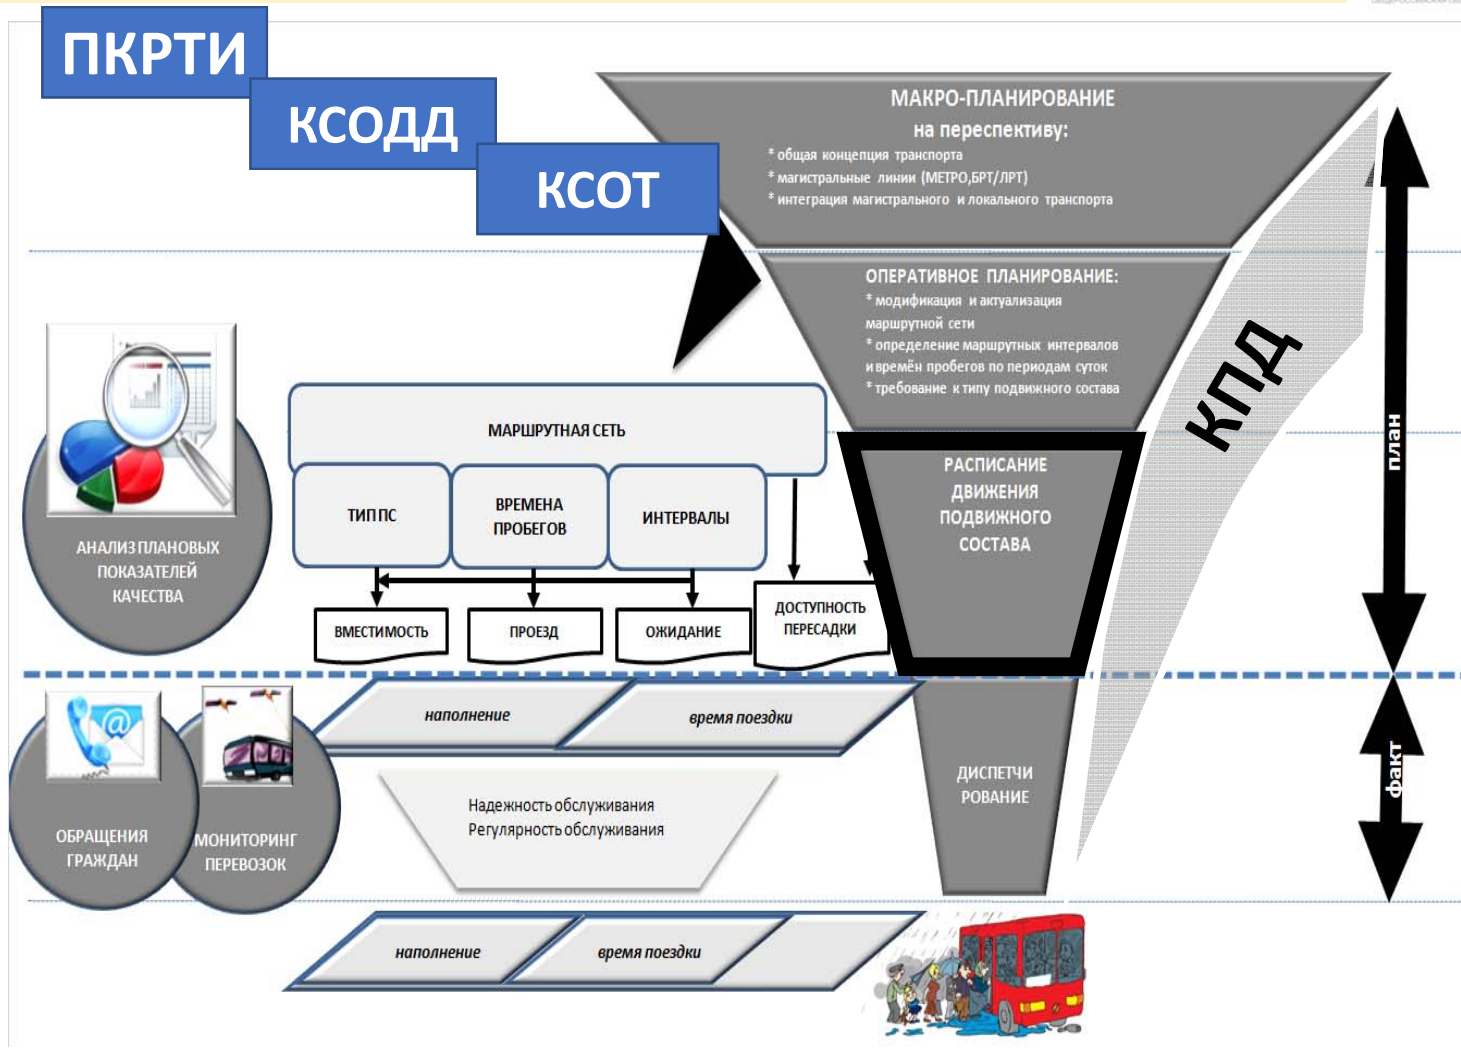 ПКРТИ
КСОДД
КСОТ
МАКРО-ПЛАНИРОВАНИЕ
на переспективу:
* общая концепция транспорта
* магистральные линии (МЕТРО,БРТ/ЛРТ)
* интеграция магистрального и локального транспорта
ОПЕРАТИВНОЕ ПЛАНИРОВАНИЕ:
* модификация и актуализация
маршрутной сети
* определение маршрутных интервалов
и времён пробегов по периодам суток
* требование к типу подвижного состава
КПД
план
МАРШРУТНАЯ СЕТЬ
ТИП ПС
ВРЕМЕНА
ПРОБЕГОВ
ИНТЕРВАЛЫ
РАСПИСАНИЕ
ДВИЖЕНИЯ
ПОДВИЖНОГО
СОСТАВА
АНАЛИЗ ПЛАНОВЫХ
ПОКАЗАТЕЛЕЙ
КАЧЕСТВА
ВМЕСТИМОСТЬ
ПРОЕЗД
ОЖИДАНИЕ
ДОСТУПНОСТЬ
ПЕРЕСАДКИ
наполнение
время поездки
факт
ДИСПЕТЧИ
РОВАНИЕ
Надежность обслуживания
Регулярность обслуживания
ОБРАЩЕНИЯ
ГРАЖДАН
МОНИТОРИНГ
ПЕРЕВОЗОК
наполнение
время поездки